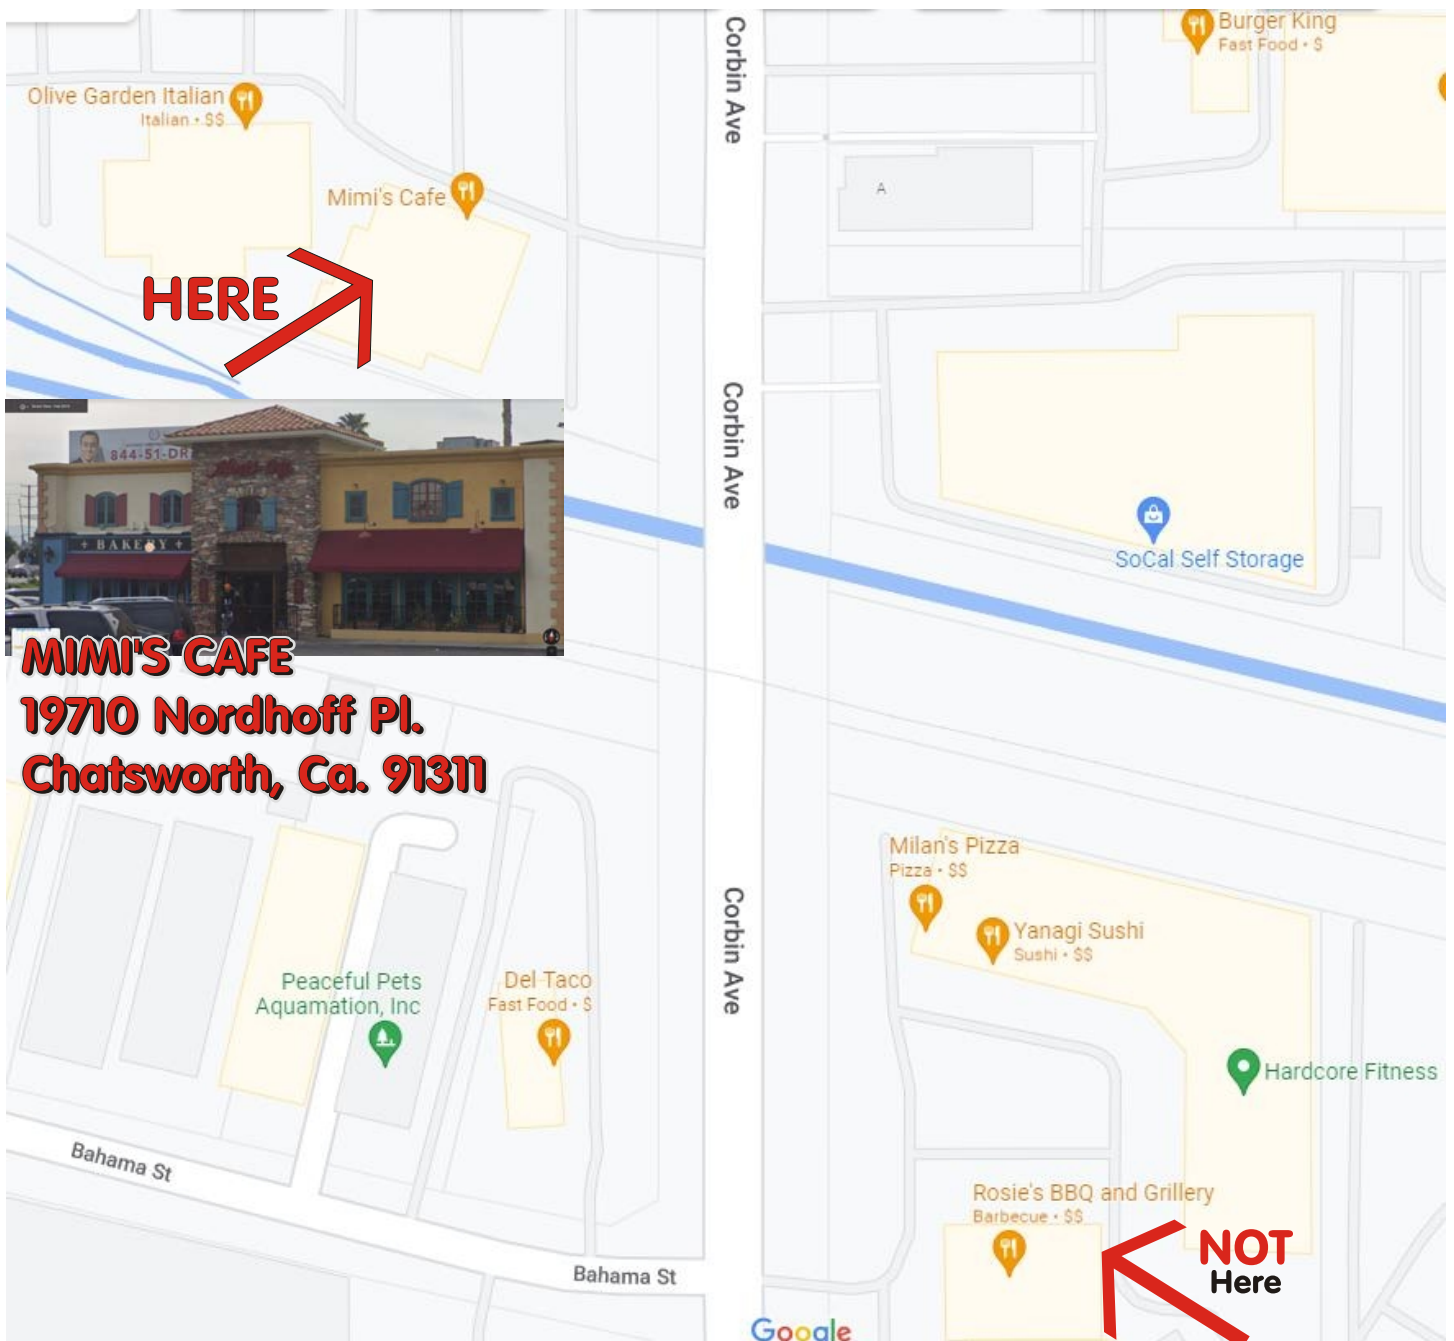 Corbin Ave
Burger King
Fast Food • $
Olive Garden Italian
Italian • $$
Mimi's Cafe
A
HERE
Corbin Ave
844-51-DR
BAKERY
SoCal Self Storage
MIMI'S CAFE
19710 Nordhoff Pl.
Chatsworth, Ca. 91311
Milan's Pizza
Pizza • $$
Yanagi Sushi
Sushi • $$
Corbin Ave
Peaceful Pets
Aquamation, Inc
Del Taco
Fast Food • $
Hardcore Fitness
Bahama St
Rosie's BBQ and Grillery
Barbecue • $$
NOT
Here
Bahama St
Google